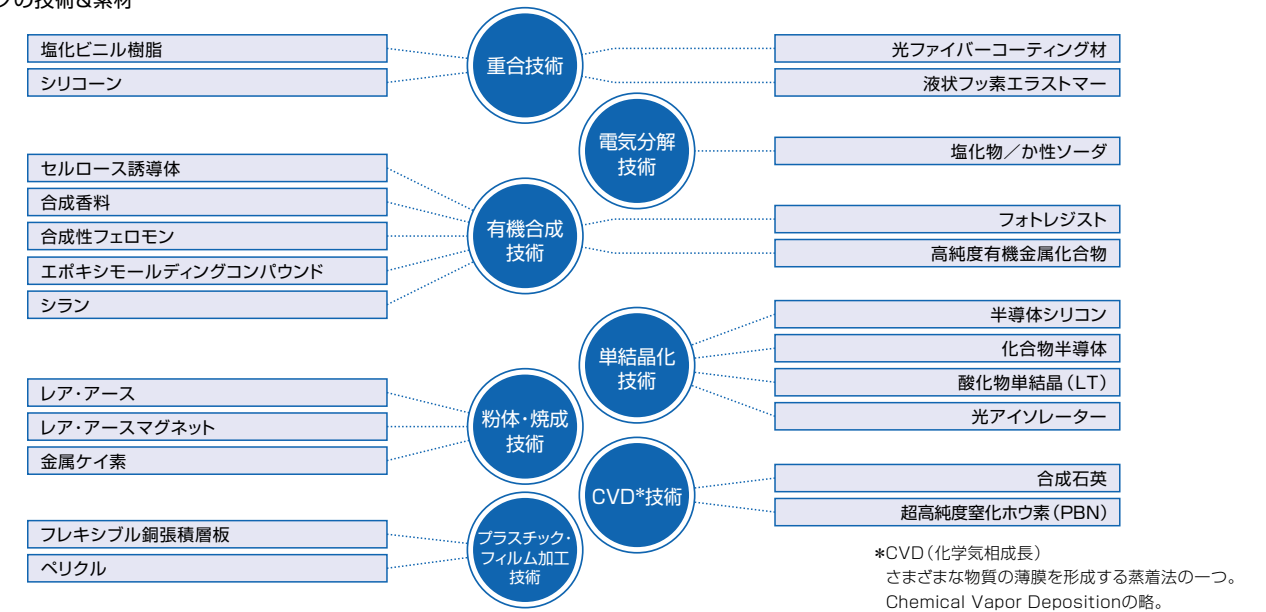 の技術&素材
塩化ビニル樹脂
シリコーン
重合技術
光ファイバーコーティング材
液状フッ素エラストマー
電気分解
技術
塩化物／か性ソーダ
セルロース誘導体
合成香料
合成性フェロモン
エポキシモールディングコンパウンド
シラン
有機合成
技術
フォトレジスト
高純度有機金属化合物
単結晶化
技術
半導体シリコン
化合物半導体
酸化物単結晶（LT）
光アイソレーター
レア・アース
レア・アースマグネット
金属ケイ素
粉体・焼成
技術
CVD*技術
合成石英
超高純度窒化ホウ素（PBN）
フレキシブル銅張積層板
ペリクル
プラスチック・
フィルム加工
技術
*CVD（化学気相成長）
さまざまな物質の薄膜を形成する蒸着法の一つ。
Chemical Vapor Depositionの略。